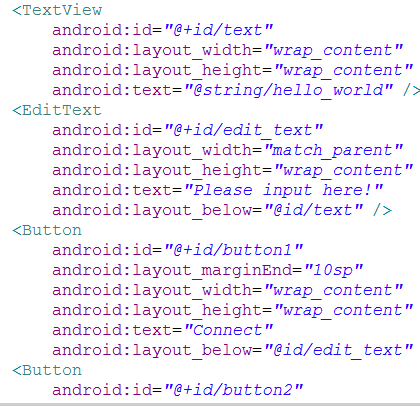 <TextView
android:id="@+id/text"
android:layout_width="wrap_content"
android:layout_height="wrap_content"
android:text="@string/hello_world" />
<EditText
android:id="@+id/edit_text"
android:layout_width="match_parent"
android:layout_height="wrap_content"
android:text="Please input here!"
android:layout_below="@id/text" />
<Button
android:id="@+id/button1"
android:layout_marginEnd="10sp"
android:layout_width="wrap_content"
android:layout_height="wrap_content"
android:text="Connect"
android:layout_below="@id/edit_text"
<Button
android:id="@+id/button2"